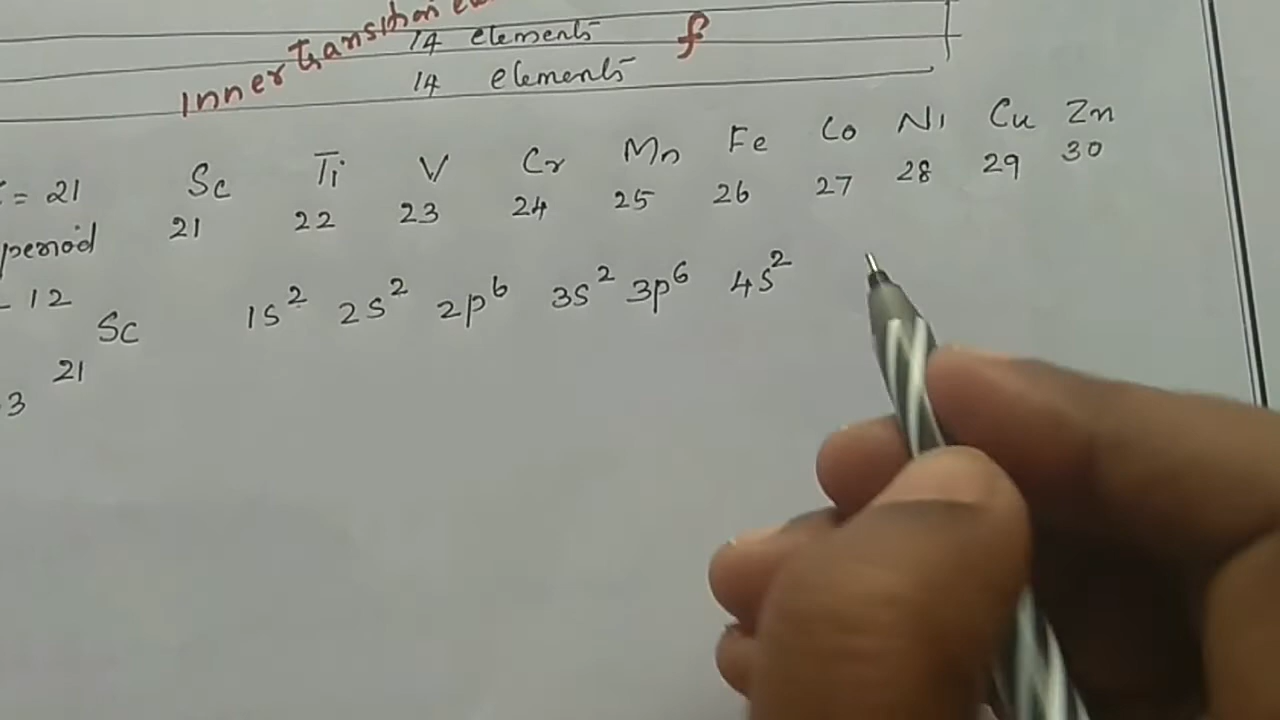 Inner transition
14 elements f
14 elements
= 21 Sc Ti V Cr Mn Fe Co Ni Cu Zn
21 22 23 24 25 26 27 28 29 30
period
- 12
Sc 1s² 2s² 2p⁶ 3s² 3p⁶ 4s²
21
3